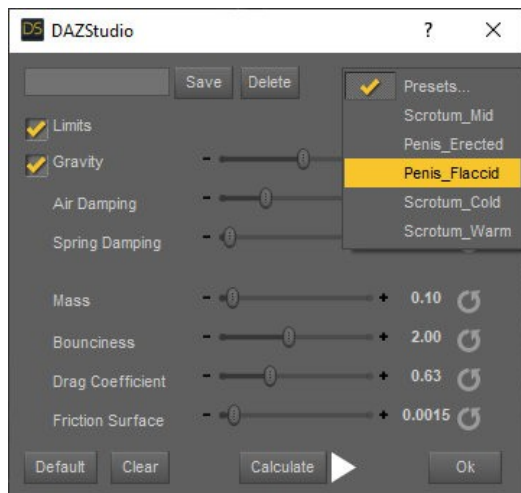 DS DAZStudio ? ×
Save Delete
Presets...
Scrotum_Mid
Penis_Erected
Penis_Flaccid
Scrotum_Cold
Scrotum_Warm
Limits
Gravity -
Air Damping -
Spring Damping -
Mass - + 0.10
Bounciness - + 2.00
Drag Coefficient - + 0.63
Friction Surface - + 0.0015
Default Clear Calculate Ok